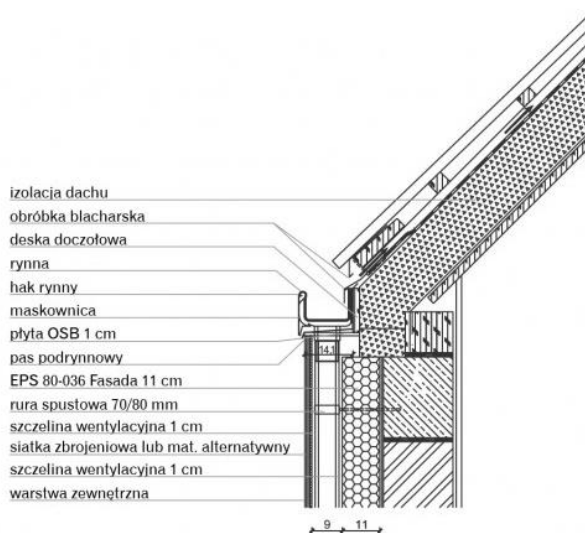 izolacja dachu
obróbka blacharska
deska doczołowa
rynna
hak rynny
maskownica
płyta OSB 1 cm
pas podrynnowy
14.1
EPS 80-036 Fasada 11 cm
rura spustowa 70/80 mm
szczelina wentylacyjna 1 cm
siatka zbrojeniowa lub mat. alternatywny
szczelina wentylacyjna 1 cm
warstwa zewnętrzna
9 11